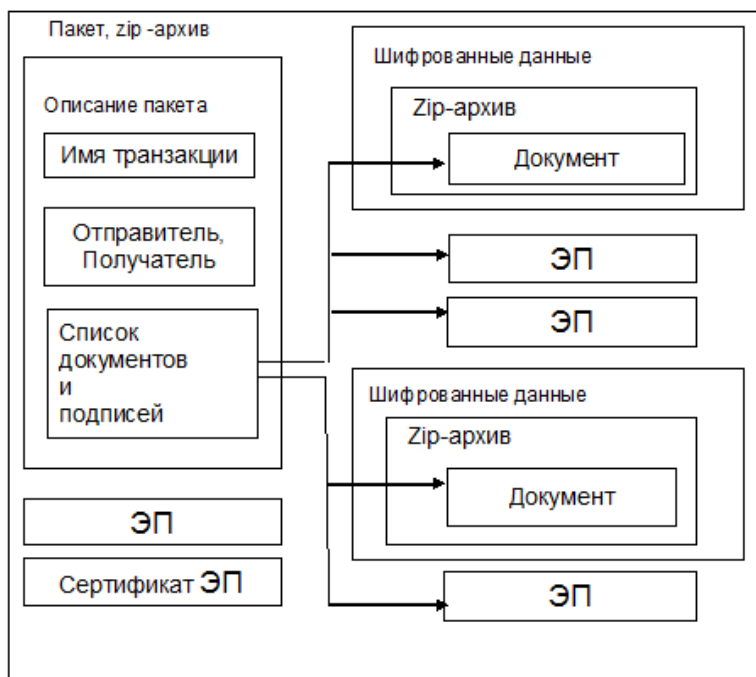 Пакет, zip -архив
Описание пакета
Имя транзакции
Отправитель,
Получатель
Список
документов
и
подписей
ЭП
Сертификат ЭП
Шифрованные данные
Zip-архив
Документ
ЭП
ЭП
Шифрованные данные
Zip-архив
Документ
ЭП